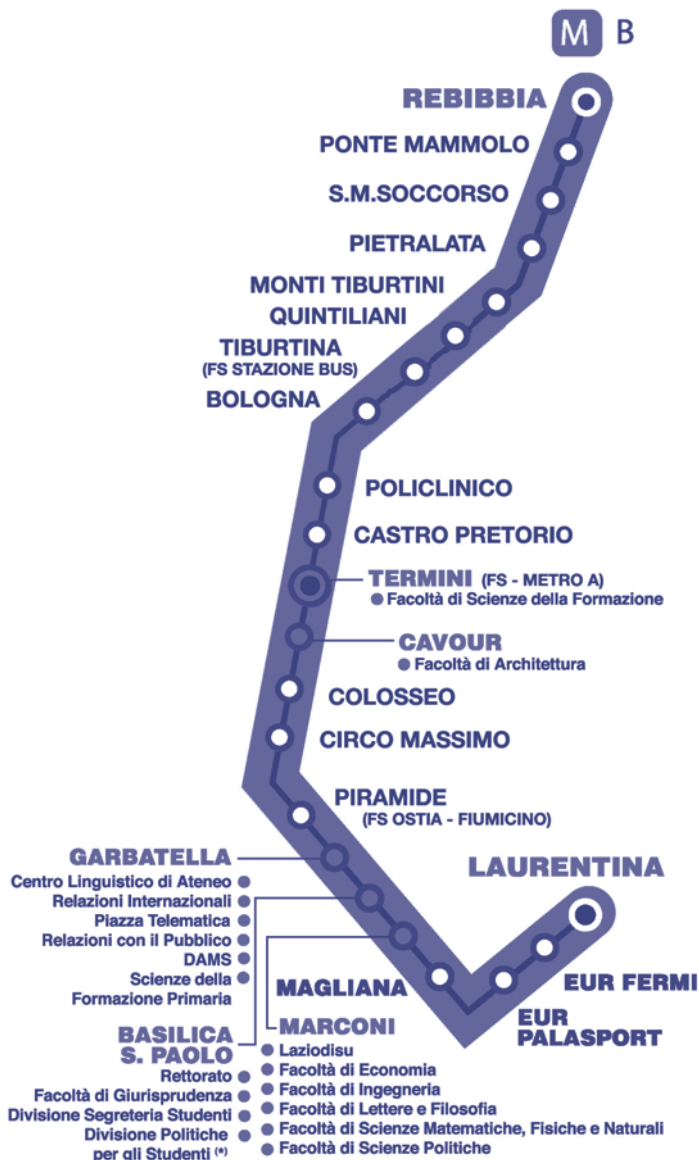 M B
REBIBBIA
PONTE MAMMOLO
S.M.SOCCORSO
PIETRALATA
MONTI TIBURTINI
QUINTILIANI
TIBURTINA
(FS STAZIONE BUS)
BOLOGNA
POLICLINICO
CASTRO PRETORIO
TERMINI (FS - METRO A)
Facoltà di Scienze della Formazione
CAVOUR
Facoltà di Architettura
COLOSSEO
CIRCO MASSIMO
PIRAMIDE
(FS OSTIA - FIUMICINO)
GARBATELLA
Centro Linguistico di Ateneo
Relazioni Internazionali
Piazza Telematica
Relazioni con il Pubblico
DAMS
Scienze della
Formazione Primaria
BASILICA
S. PAOLO
Rettorato
Facoltà di Giurisprudenza
Divisione Segreteria Studenti
Divisione Politiche
per gli Studenti (*)
MARCONI
Laziodisu
Facoltà di Economia
Facoltà di Ingegneria
Facoltà di Lettere e Filosofia
Facoltà di Scienze Matematiche, Fisiche e Naturali
Facoltà di Scienze Politiche
MAGLIANA
EUR
PALASPORT
EUR FERMI
LAURENTINA